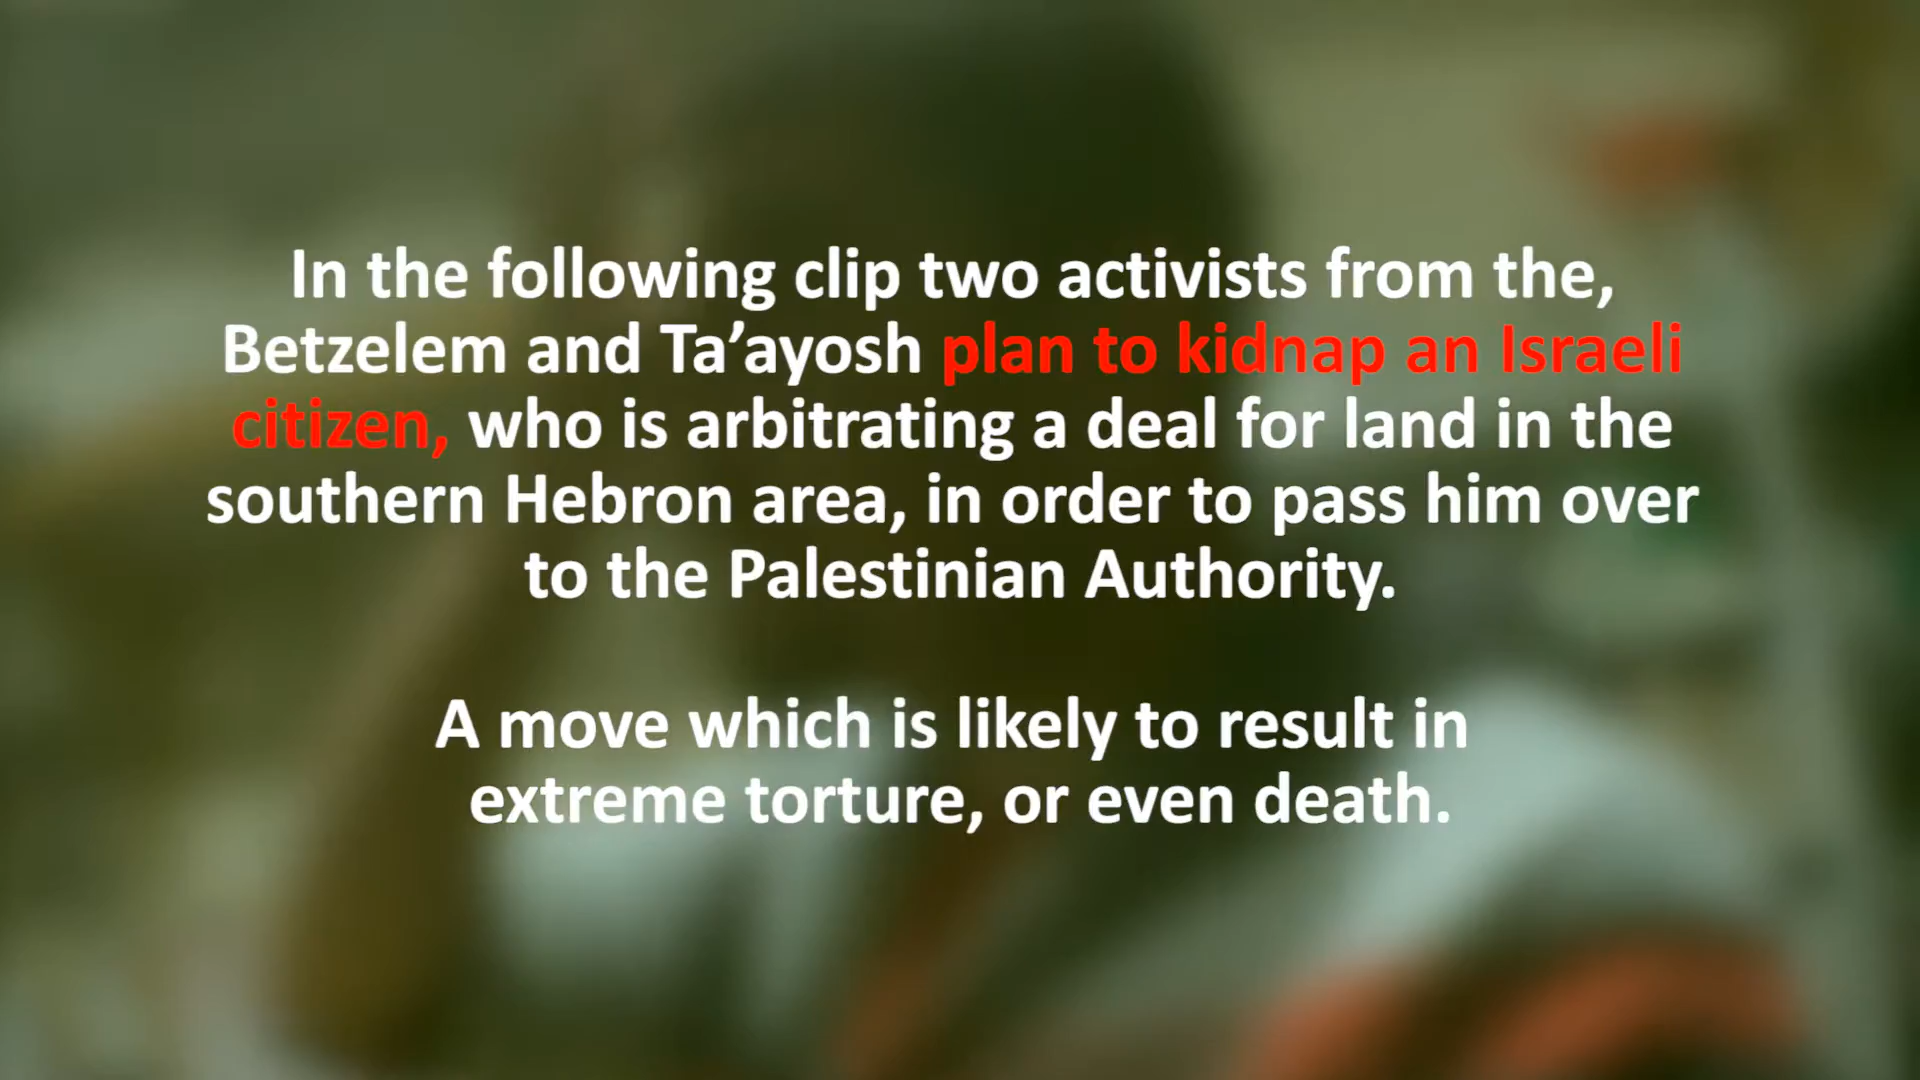 In the following clip two activists from the,
Betzelem and Ta’ayosh plan to kidnap an Israeli
citizen, who is arbitrating a deal for land in the
southern Hebron area, in order to pass him over
to the Palestinian Authority.
A move which is likely to result in
extreme torture, or even death.